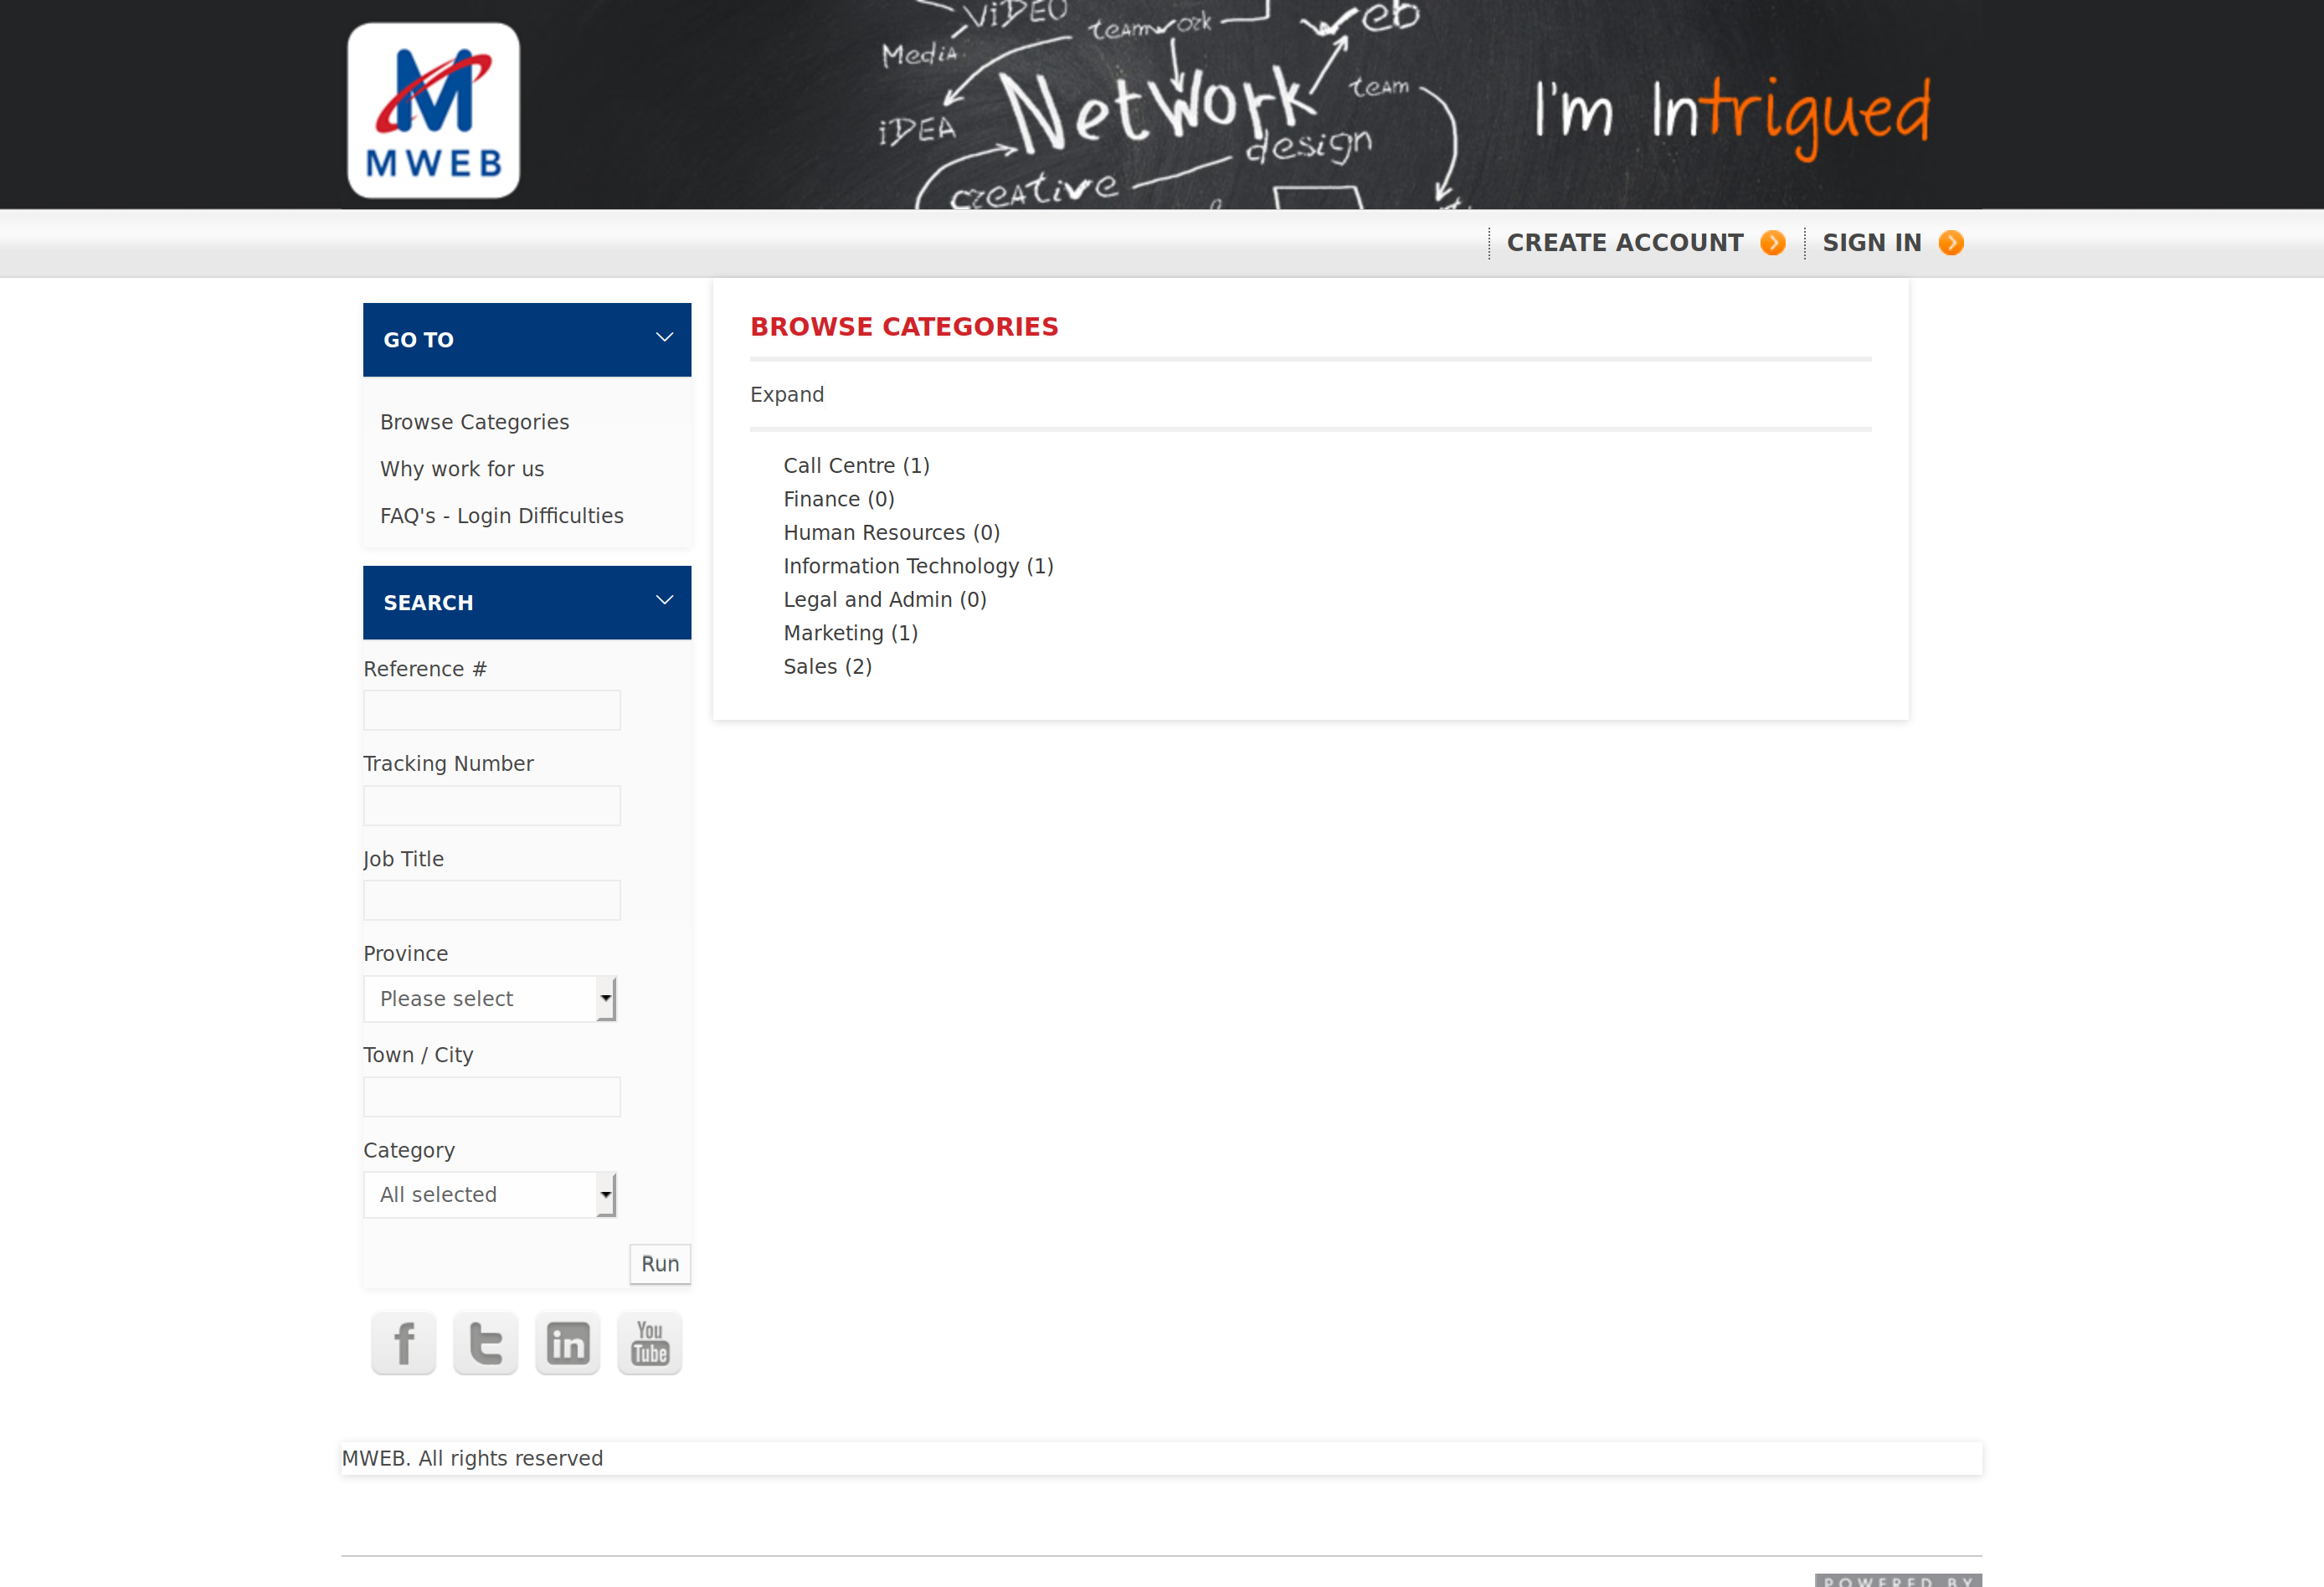 MWEB
ViDEO
Media
teamwork
Web
iDEA
NetWork
team
design
creative
I'm Intrigued
CREATE ACCOUNT
SIGN IN
GO TO
Browse Categories
Why work for us
FAQ's - Login Difficulties
SEARCH
Reference #
Tracking Number
Job Title
Province
Please select
Town / City
Category
All selected
Run
f
t
in
You
Tube
BROWSE CATEGORIES
Expand
Call Centre (1)
Finance (0)
Human Resources (0)
Information Technology (1)
Legal and Admin (0)
Marketing (1)
Sales (2)
MWEB. All rights reserved
POWERED BY